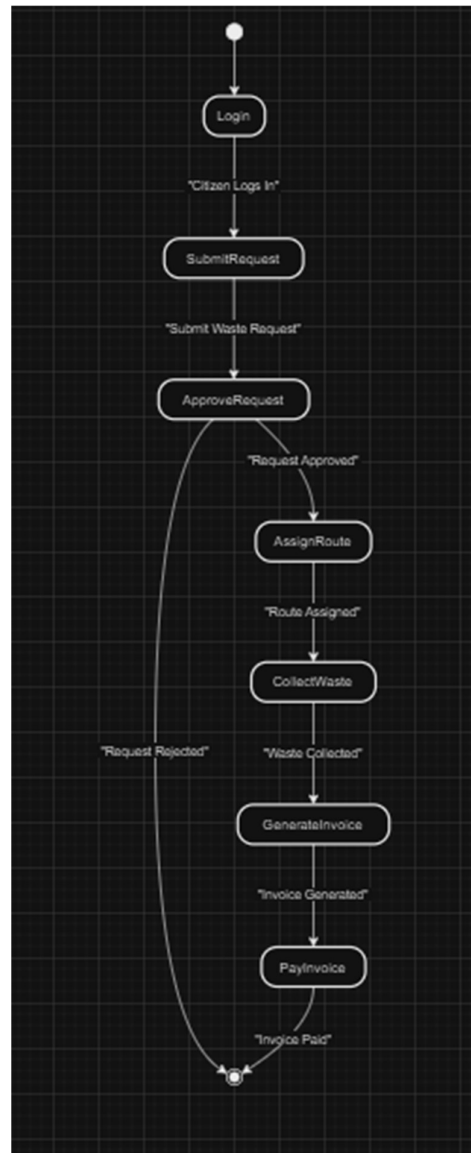 Login
"Citizen Logs In"
SubmitRequest
"Submit Waste Request"
ApproveRequest
"Request Approved"
AssignRoute
"Route Assigned"
CollectWaste
"Request Rejected"
"Waste Collected"
GenerateInvoice
"Invoice Generated"
PayInvoice
"Invoice Paid"